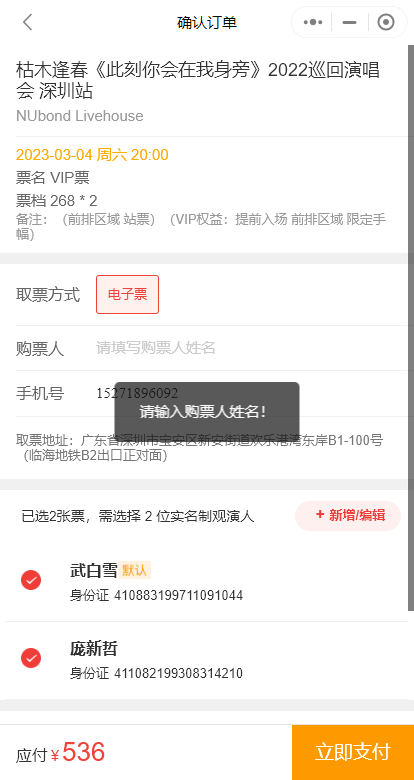 确认订单
枯木逢春《此刻你会在我身旁》2022巡回演唱
会 深圳站
NUbond Livehouse
2023-03-04 周六 20:00
票名 VIP票
票档 268 * 2
备注：（前排区域 站票）（VIP权益：提前入场 前排区域 限定手
幅）
取票方式 电子票
购票人 请填写购票人姓名
手机号 15271896092
请输入购票人姓名！
取票地址：广东省深圳市宝安区新安街道欢乐港湾东岸B1-100号
（临海地铁B2出口正对面）
已选2张票，需选择 2 位实名制观演人 + 新增/编辑
武白雪 默认
身份证 410883199711091044
庞新哲
身份证 411082199308314210
应付 ¥ 536 立即支付